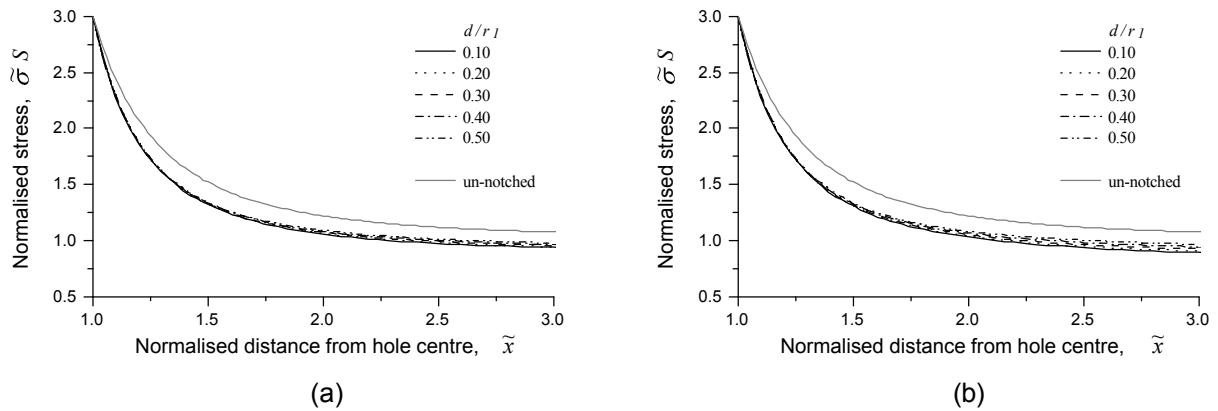 3.0
2.5
2.0
1.5
1.0
0.5
Normalised stress, σ̃ S
d/r 1
0.10
0.20
0.30
0.40
0.50
un-notched
1.0 1.5 2.0 2.5 3.0
Normalised distance from hole centre, x̃
(a)
3.0
2.5
2.0
1.5
1.0
0.5
Normalised stress, σ̃ S
d/r 1
0.10
0.20
0.30
0.40
0.50
un-notched
1.0 1.5 2.0 2.5 3.0
Normalised distance from hole centre, x̃
(b)